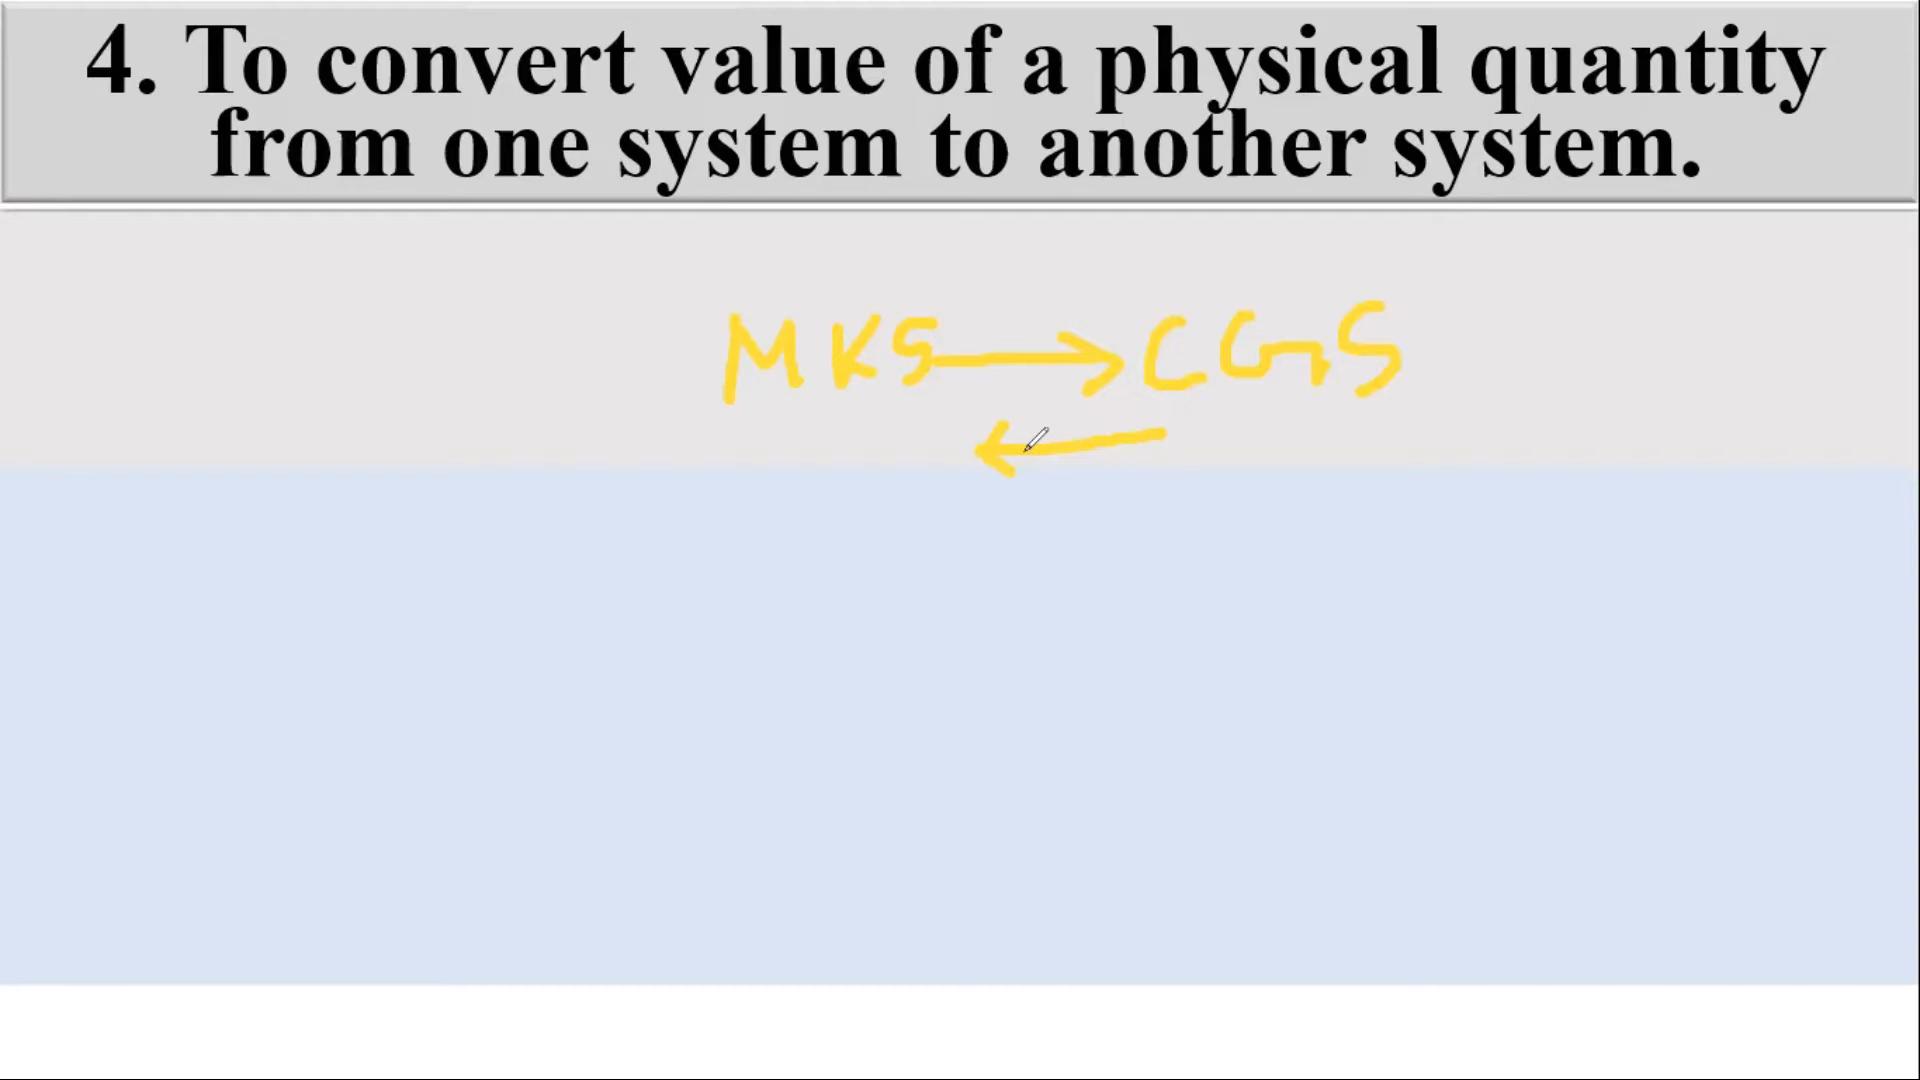 4. To convert value of a physical quantity
from one system to another system.
MKS → CGS
←